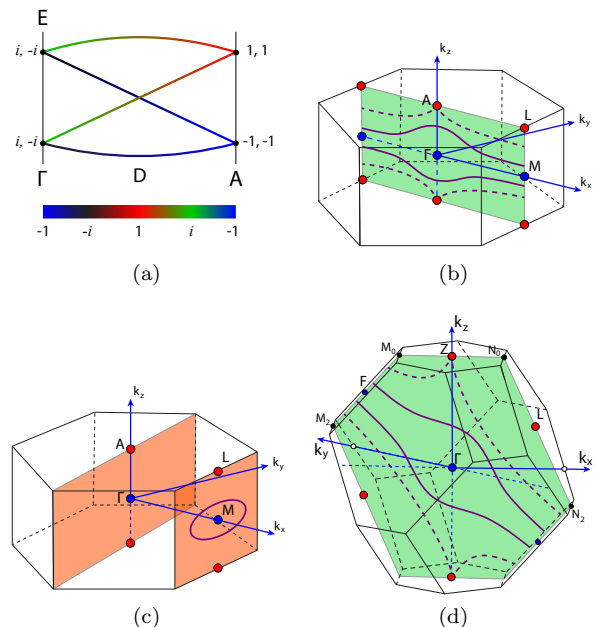 E
i, -i
1, 1
i, -i
-1, -1
Γ
D
A
-1
-i
1
i
-1
(a)
k_z
A
L
k_y
Γ
M
k_x
(b)
k_z
A
L
k_y
Γ
M
k_x
(c)
k_z
M_0
Z
N_0
F
M_2
L
k_y
Γ
k_x
N_2
(d)